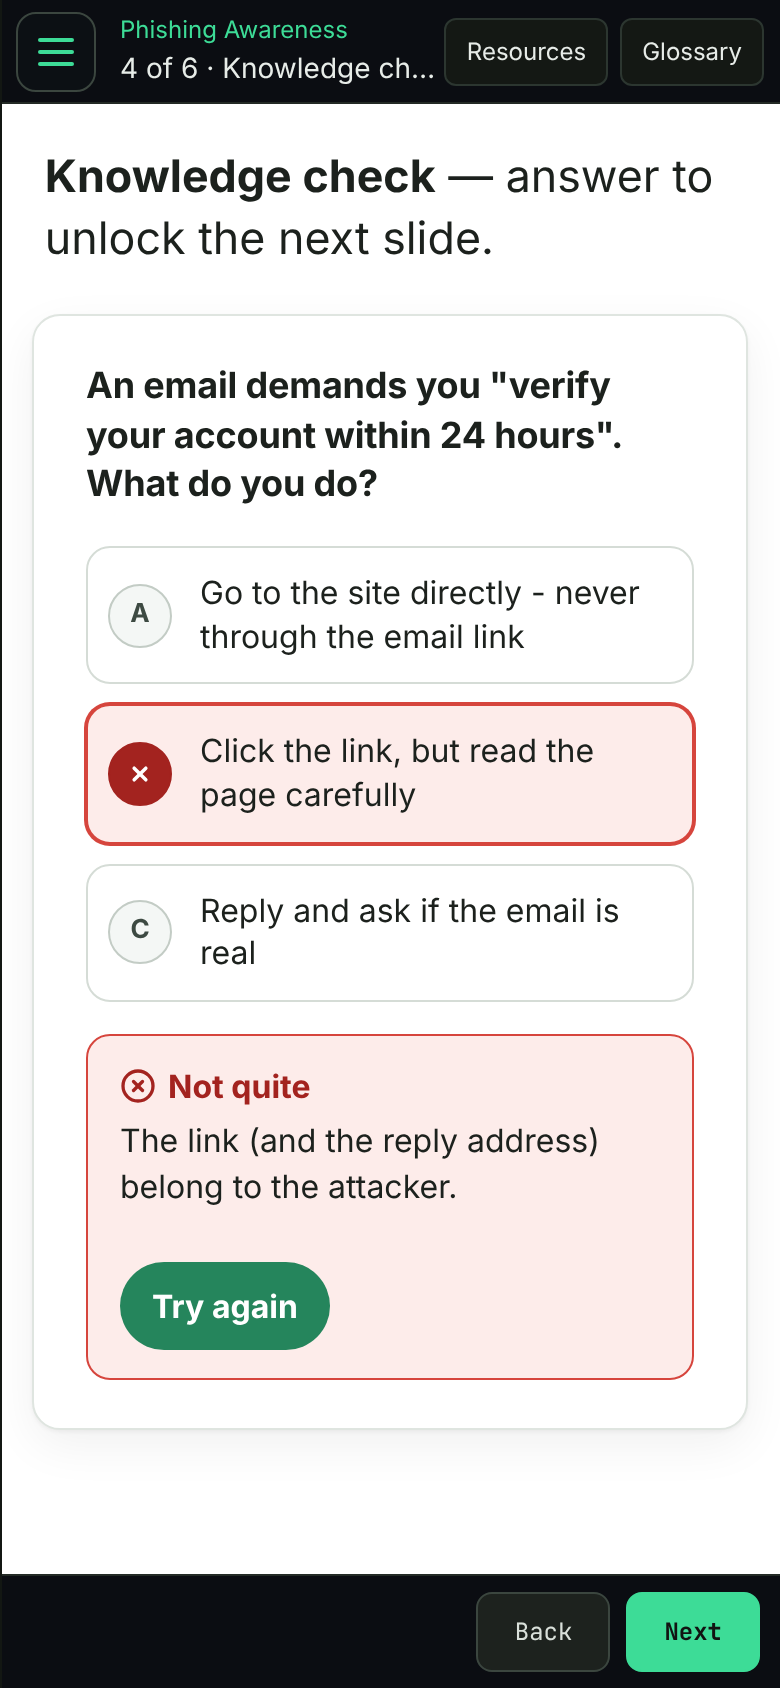 Phishing Awareness
4 of 6 · Knowledge ch...
Resources
Glossary
Knowledge check — answer to
unlock the next slide.
An email demands you "verify
your account within 24 hours".
What do you do?
A
Go to the site directly - never
through the email link
Click the link, but read the
page carefully
C
Reply and ask if the email is
real
Not quite
The link (and the reply address)
belong to the attacker.
Try again
Back
Next